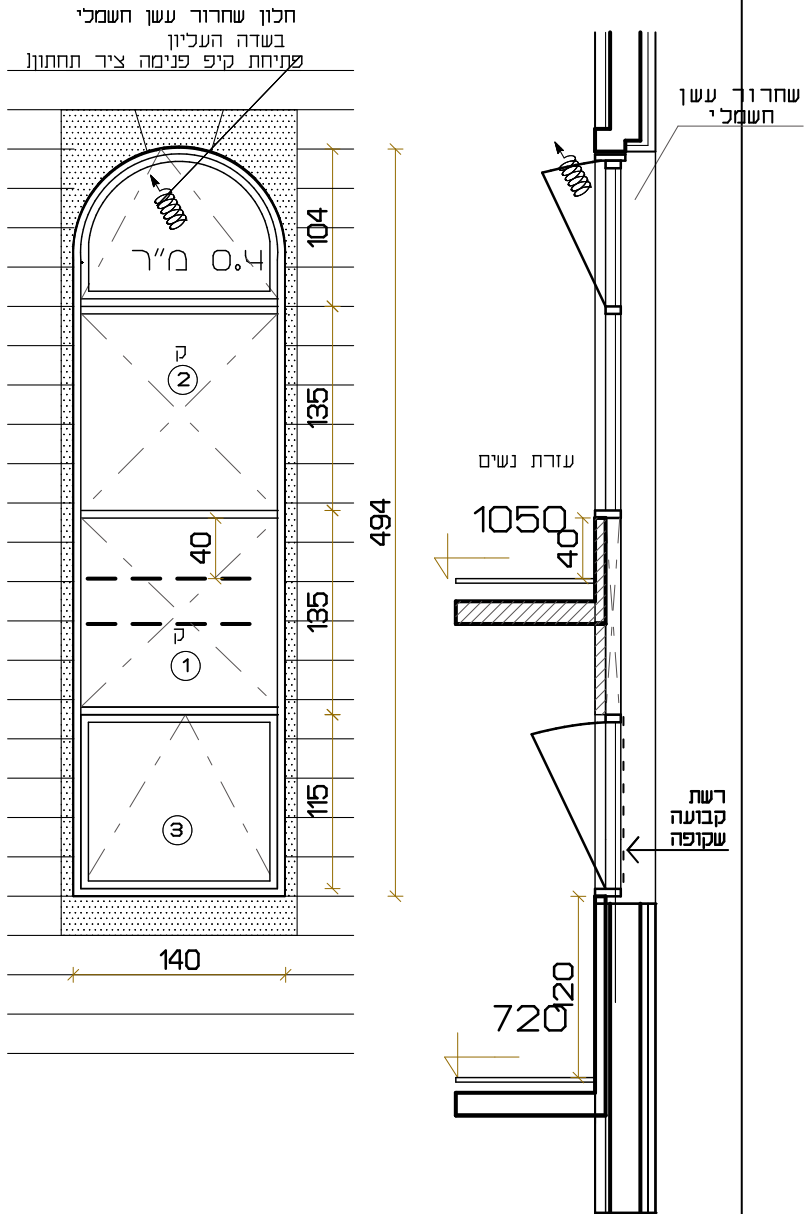 חלון שחרור עשן חשמלי
בשדה העליון
פתיחת קיפ פנימה ציר תחתון!
שחרור עשן
חשמלי
104
0.4 מ"ר
ק
2
135
494
עזרת נשים
1050
40
40
135
ק
1
115
3
רשת
קבועה
שקופה
140
120
720